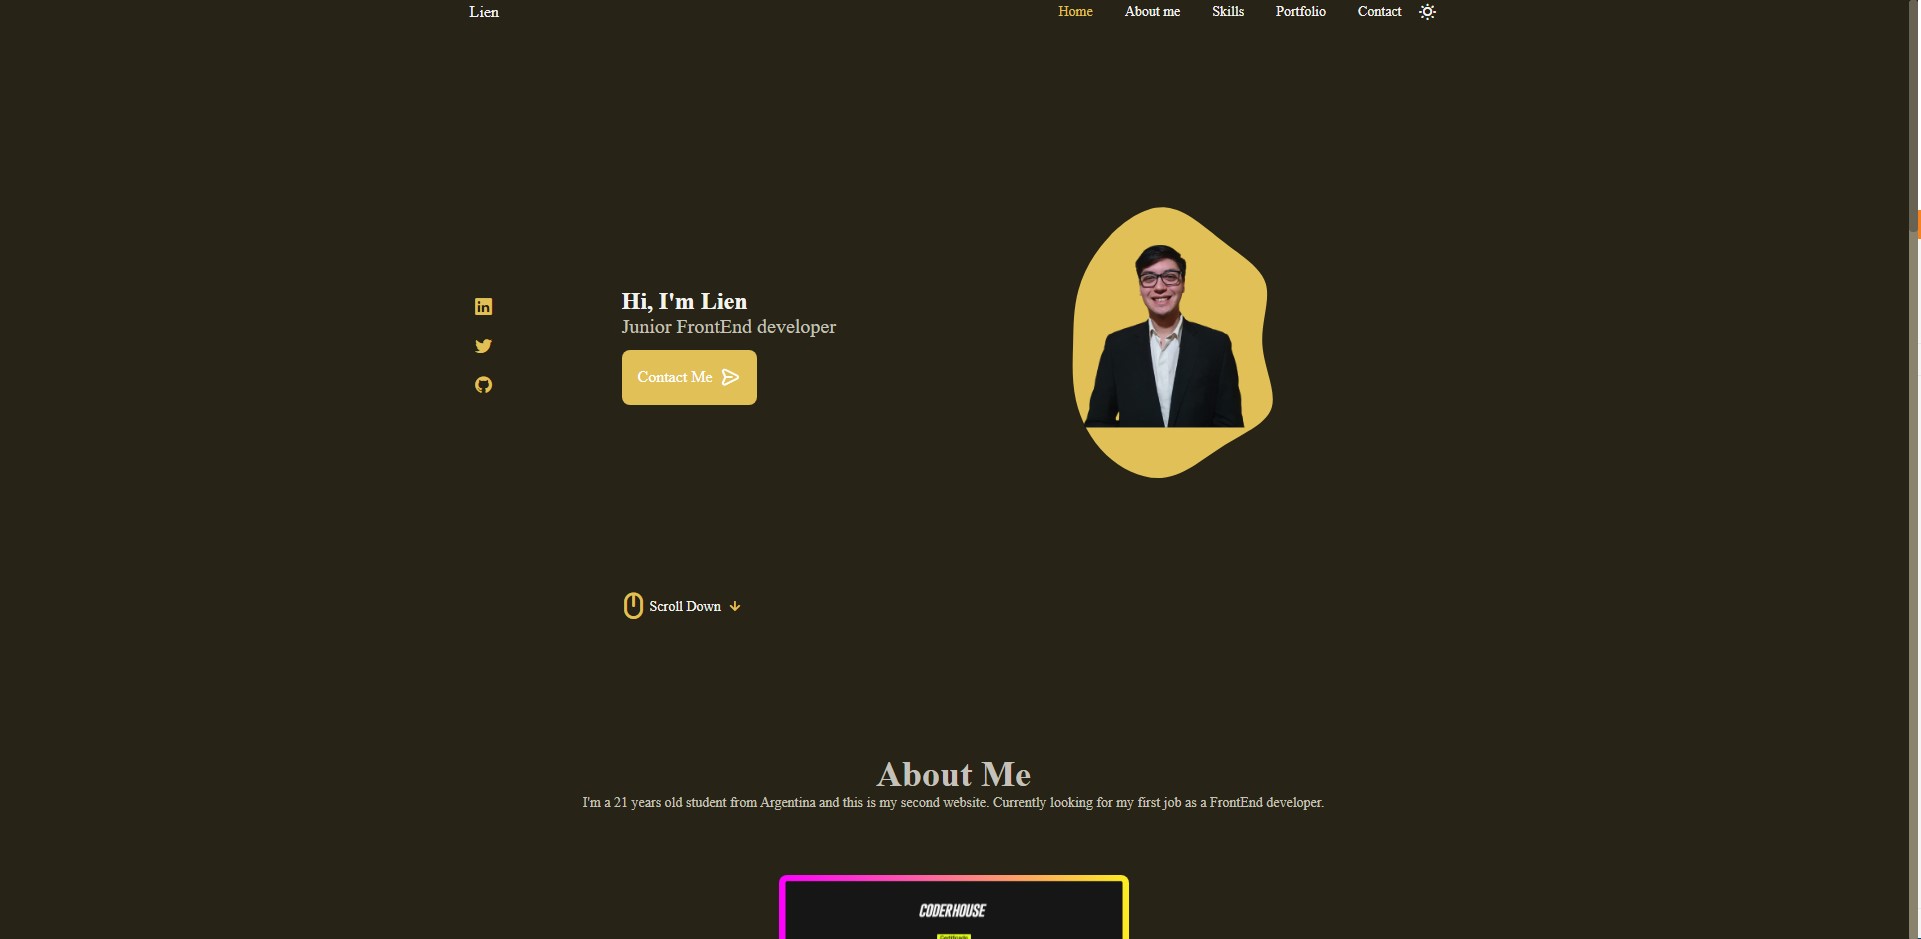 Lien
Home About me Skills Portfolio Contact
Hi, I'm Lien
Junior FrontEnd developer
Contact Me
Scroll Down
About Me
I'm a 21 years old student from Argentina and this is my second website. Currently looking for my first job as a FrontEnd developer.
CODERHOUSE
Certificado